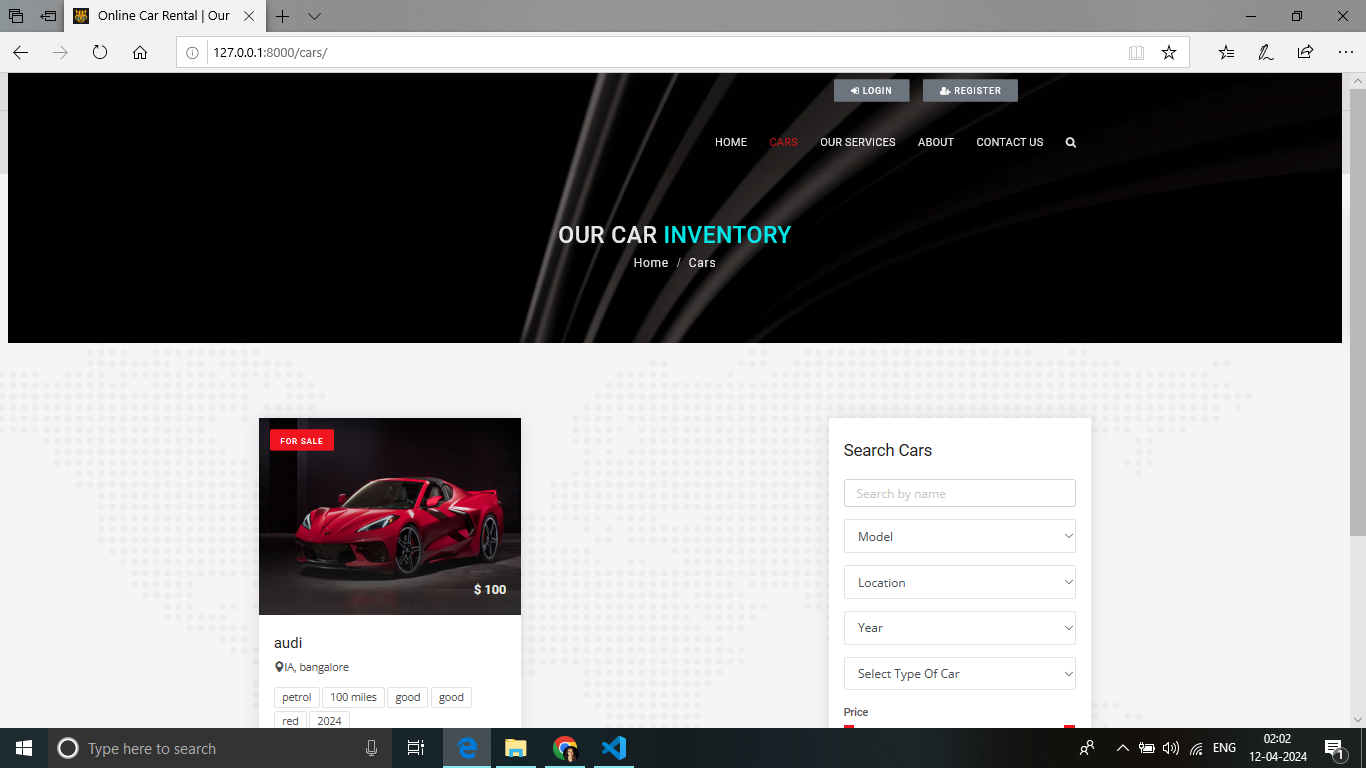 Online Car Rental | Our
127.0.0.1:8000/cars/
LOGIN REGISTER
HOME CARS OUR SERVICES ABOUT CONTACT US
OUR CAR INVENTORY
Home / Cars
FOR SALE
$ 100
audi
IA, bangalore
petrol 100 miles good good
red 2024
Search Cars
Search by name
Model
Location
Year
Select Type Of Car
Price
Type here to search
ENG
02:02
12-04-2024
1